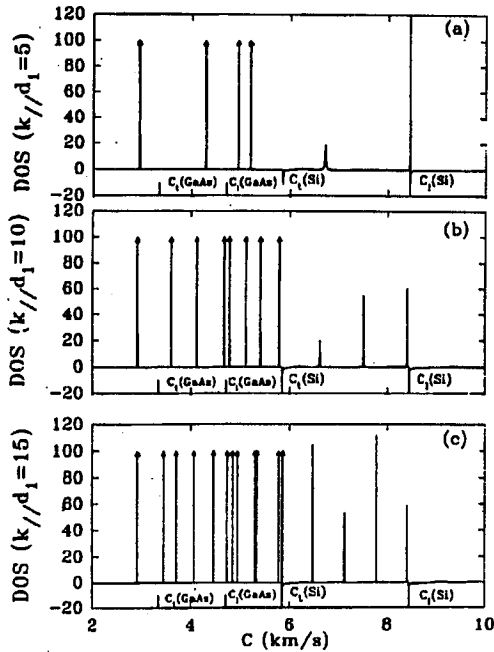 120
100
80
60
40
20
0
−20
DOS (k//d1=5)
(a)
Ct(GaAs) Cl(GaAs) Ct(Si) Cl(Si)
120
100
80
60
40
20
0
−20
DOS (k//d1=10)
(b)
Ct(GaAs) Cl(GaAs) Ct(Si) Cl(Si)
120
100
80
60
40
20
0
−20
DOS (k//d1=15)
(c)
Ct(GaAs) Cl(GaAs) Ct(Si) Cl(Si)
2 4 6 8 10
C (km/s)